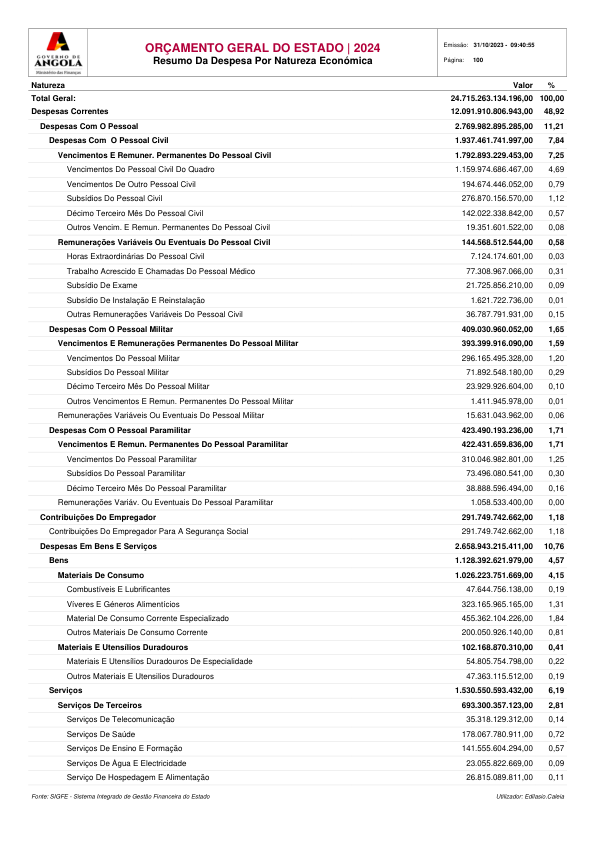 GOVERNO DE
ANGOLA
Ministério das Finanças
ORÇAMENTO GERAL DO ESTADO | 2024
Resumo Da Despesa Por Natureza Económica
Emissão: 31/10/2023 - 09:40:55
Página: 100
Natureza Valor %
Total Geral: 24.715.263.134.196,00 100,00
Despesas Correntes 12.091.910.806.943,00 48,92
Despesas Com O Pessoal 2.769.982.895.285,00 11,21
Despesas Com O Pessoal Civil 1.937.461.741.997,00 7,84
Vencimentos E Remuner. Permanentes Do Pessoal Civil 1.792.893.229.453,00 7,25
Vencimentos Do Pessoal Civil Do Quadro 1.159.974.686.467,00 4,69
Vencimentos De Outro Pessoal Civil 194.674.446.052,00 0,79
Subsídios Do Pessoal Civil 276.870.156.570,00 1,12
Décimo Terceiro Mês Do Pessoal Civil 142.022.338.842,00 0,57
Outros Vencim. E Remun. Permanentes Do Pessoal Civil 19.351.601.522,00 0,08
Remunerações Variáveis Ou Eventuais Do Pessoal Civil 144.568.512.544,00 0,58
Horas Extraordinárias Do Pessoal Civil 7.124.174.601,00 0,03
Trabalho Acrescido E Chamadas Do Pessoal Médico 77.308.967.066,00 0,31
Subsídio De Exame 21.725.856.210,00 0,09
Subsídio De Instalação E Reinstalação 1.621.722.736,00 0,01
Outras Remunerações Variáveis Do Pessoal Civil 36.787.791.931,00 0,15
Despesas Com O Pessoal Militar 409.030.960.052,00 1,65
Vencimentos E Remunerações Permanentes Do Pessoal Militar 393.399.916.090,00 1,59
Vencimentos Do Pessoal Militar 296.165.495.328,00 1,20
Subsídios Do Pessoal Militar 71.892.548.180,00 0,29
Décimo Terceiro Mês Do Pessoal Militar 23.929.926.604,00 0,10
Outros Vencimentos E Remun. Permanentes Do Pessoal Militar 1.411.945.978,00 0,01
Remunerações Variáveis Ou Eventuais Do Pessoal Militar 15.631.043.962,00 0,06
Despesas Com O Pessoal Paramilitar 423.490.193.236,00 1,71
Vencimentos E Remun. Permanentes Do Pessoal Paramilitar 422.431.659.836,00 1,71
Vencimentos Do Pessoal Paramilitar 310.046.982.801,00 1,25
Subsídios Do Pessoal Paramilitar 73.496.080.541,00 0,30
Décimo Terceiro Mês Do Pessoal Paramilitar 38.888.596.494,00 0,16
Remunerações Variáv. Ou Eventuais Do Pessoal Paramilitar 1.058.533.400,00 0,00
Contribuições Do Empregador 291.749.742.662,00 1,18
Contribuições Do Empregador Para A Segurança Social 291.749.742.662,00 1,18
Despesas Em Bens E Serviços 2.658.943.215.411,00 10,76
Bens 1.128.392.621.979,00 4,57
Materiais De Consumo 1.026.223.751.669,00 4,15
Combustíveis E Lubrificantes 47.644.756.138,00 0,19
Víveres E Géneros Alimentícios 323.165.965.165,00 1,31
Material De Consumo Corrente Especializado 455.362.104.226,00 1,84
Outros Materiais De Consumo Corrente 200.050.926.140,00 0,81
Materiais E Utensílios Duradouros 102.168.870.310,00 0,41
Materiais E Utensílios Duradouros De Especialidade 54.805.754.798,00 0,22
Outros Materiais E Utensílios Duradouros 47.363.115.512,00 0,19
Serviços 1.530.550.593.432,00 6,19
Serviços De Terceiros 693.300.357.123,00 2,81
Serviços De Telecomunicação 35.318.129.312,00 0,14
Serviços De Saúde 178.067.780.911,00 0,72
Serviços De Ensino E Formação 141.555.604.294,00 0,57
Serviços De Água E Electricidade 23.055.822.669,00 0,09
Serviço De Hospedagem E Alimentação 26.815.089.811,00 0,11
Fonte: SIGFE - Sistema Integrado de Gestão Financeira do Estado Utilizador: Edilasio.Caleia